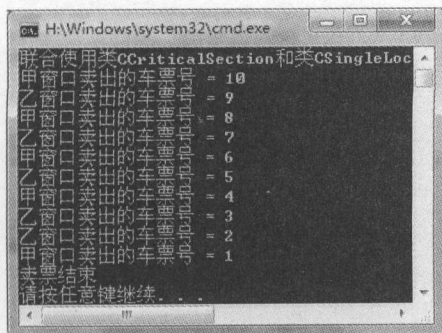 H:\Windows\system32\cmd.exe
联合使用类CCriticalSection和类CSingleLoc
甲窗口卖出的车票号 = 10
乙窗口卖出的车票号 = 9
甲窗口卖出的车票号 = 8
乙窗口卖出的车票号 = 7
甲窗口卖出的车票号 = 6
乙窗口卖出的车票号 = 5
甲窗口卖出的车票号 = 4
乙窗口卖出的车票号 = 3
乙窗口卖出的车票号 = 2
甲窗口卖出的车票号 = 1
卖票结束
请按任意键继续. . .